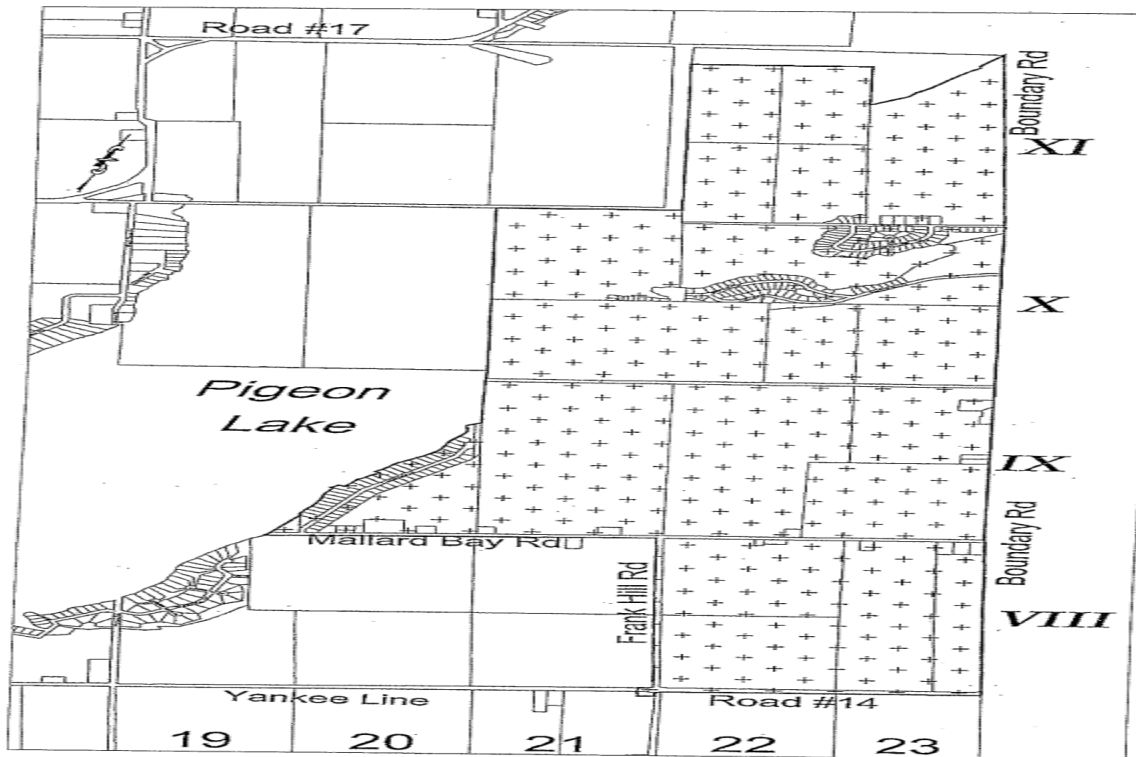 Road #17
Boundary Rd
XI
X
Pigeon
Lake
IX
Mallard Bay Rd
Boundary Rd
Frank Hill Rd
VIII
Yankee Line
Road #14
19 20 21 22 23